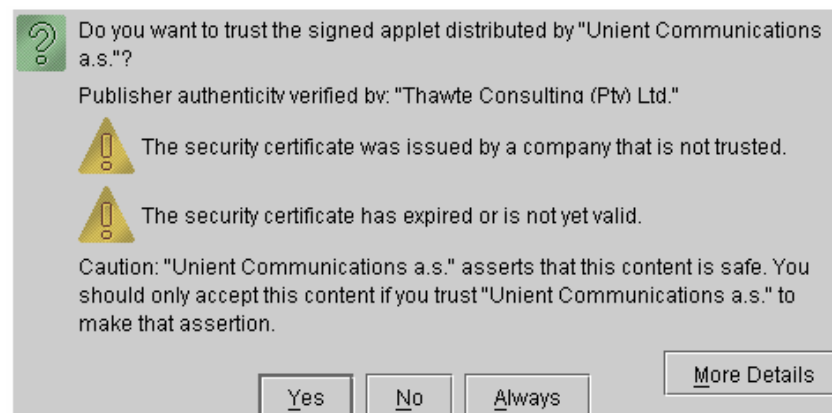 Do you want to trust the signed applet distributed by "Unient Communications
a.s."?
Publisher authenticity verified by: "Thawte Consulting (Pty) Ltd."
The security certificate was issued by a company that is not trusted.
The security certificate has expired or is not yet valid.
Caution: "Unient Communications a.s." asserts that this content is safe. You
should only accept this content if you trust "Unient Communications a.s." to
make that assertion.
More Details
Yes No Always